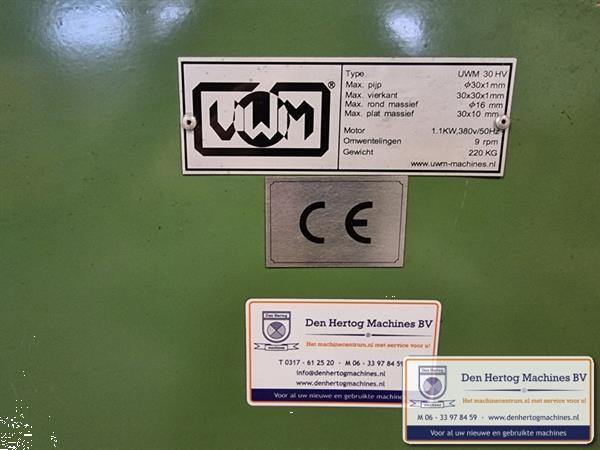 UWM ®
Type UWM 30 HV
Max. pijp Φ30x1mm
Max. vierkant 30x30x1mm
Max. rond massief Φ16 mm
Max. plat massief 30x10 mm
Motor 1.1KW,380v/50Hz
Omwentelingen 9 rpm
Gewicht 220 KG
www.uwm-machines.nl
CE
Den Hertog Machines BV
Het machinecentrum.nl met service voor u!
T 0317 - 61 25 20 - M 06 - 33 97 84 59
info@denhertogmachines.nl
www.denhertogmachines.nl
Voor al uw nieuwe en gebruikte machines
Den Hertog
Den Hertog Machines BV
Het machinecentrum.nl met service voor u!
M 06 - 33 97 84 59 - www.denhertogmachines.nl
Voor al uw nieuwe en gebruikte machines